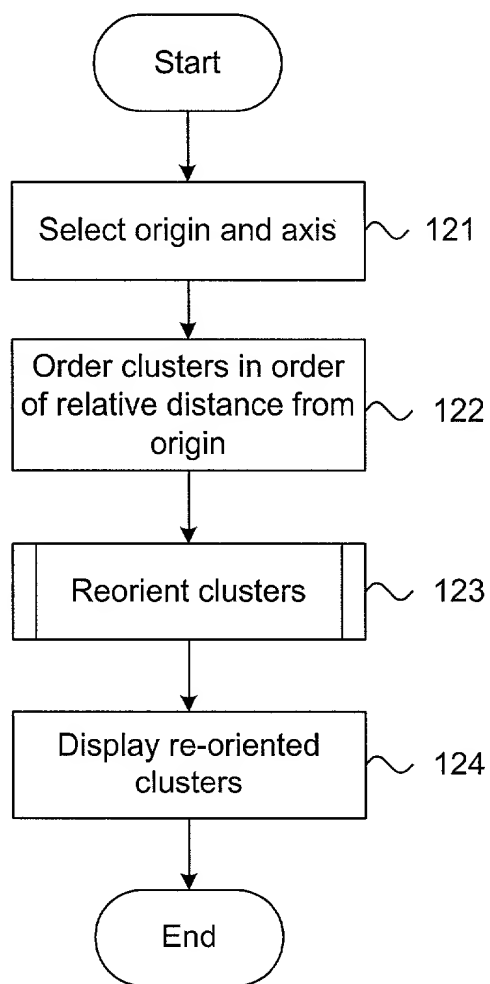 Start
Select origin and axis
121
Order clusters in order
of relative distance from
origin
122
Reorient clusters
123
Display re-oriented
clusters
124
End